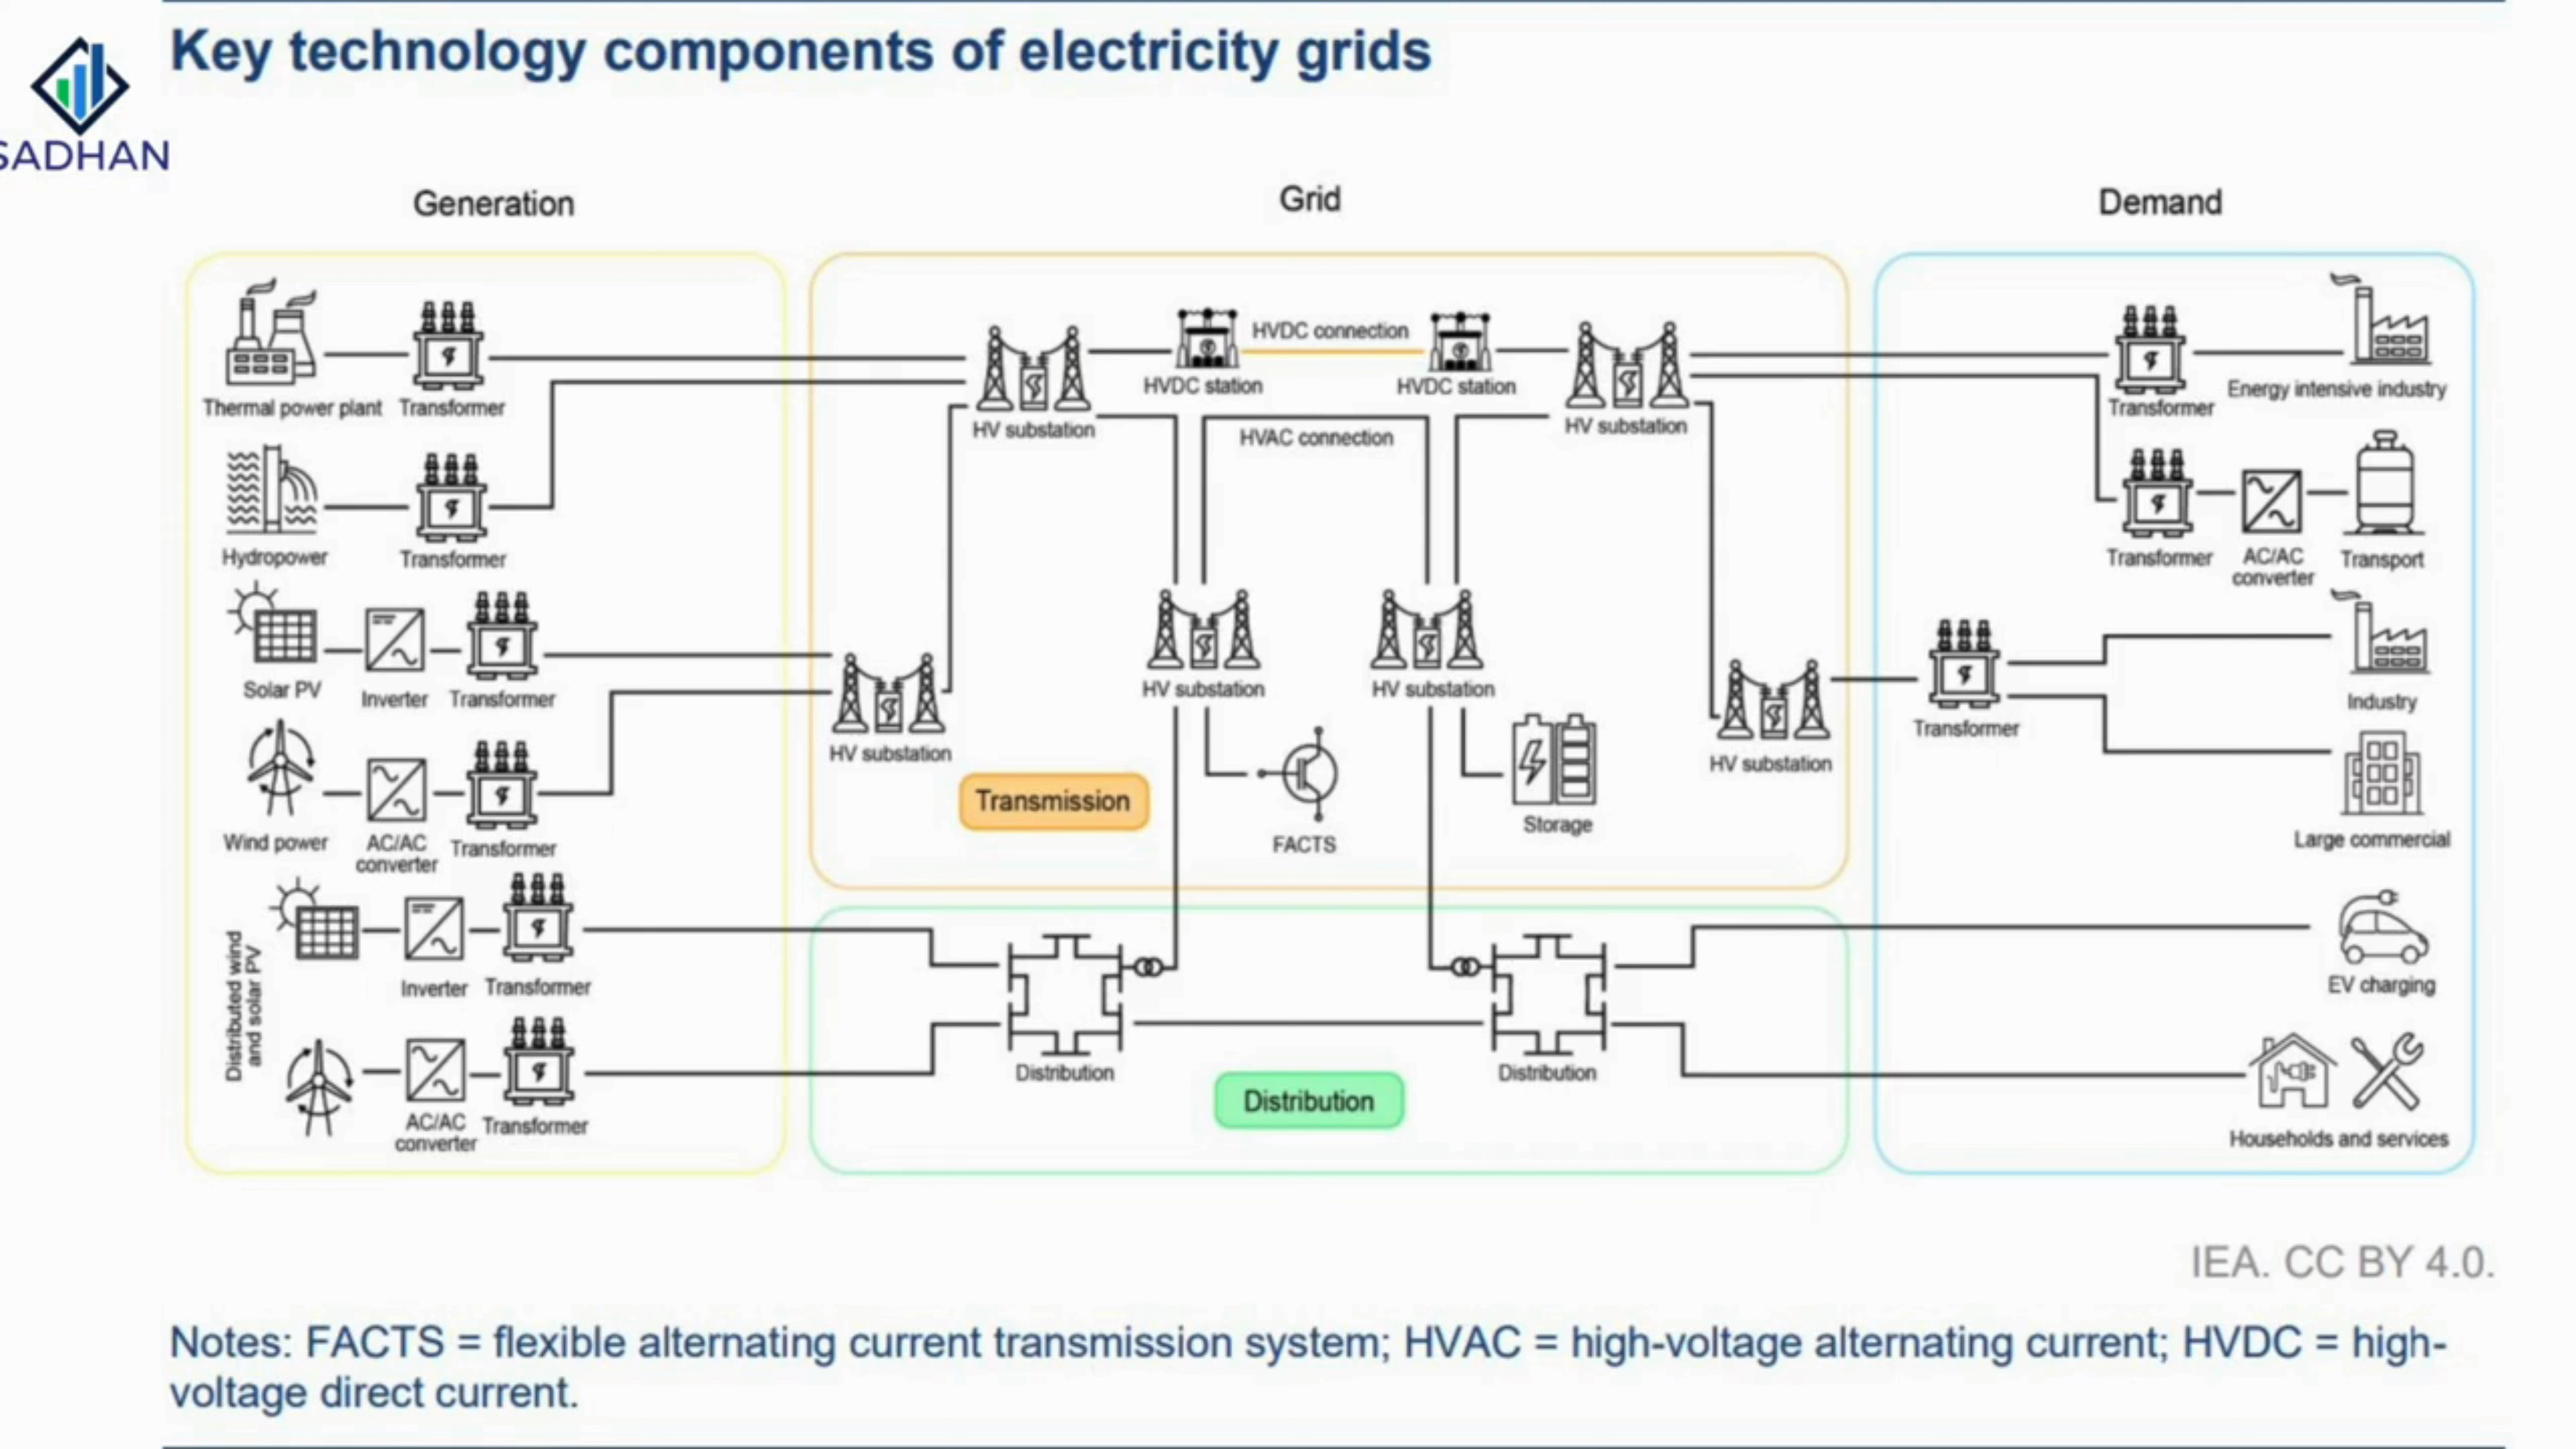 Key technology components of electricity grids
SADHAN
Generation
Grid
Demand
Thermal power plant
Transformer
Hydropower
Transformer
Solar PV
Inverter
Transformer
Wind power
AC/AC
converter
Transformer
Distributed wind
and solar PV
Inverter
Transformer
AC/AC
converter
Transformer
HV substation
HVDC station
HVDC connection
HVDC station
HV substation
HVAC connection
HV substation
HV substation
HV substation
HV substation
Transmission
FACTS
Storage
Distribution
Distribution
Distribution
Transformer
Energy intensive industry
Transformer
AC/AC
converter
Transport
Transformer
Industry
Large commercial
EV charging
Households and services
IEA. CC BY 4.0.
Notes: FACTS = flexible alternating current transmission system; HVAC = high-voltage alternating current; HVDC = high-
voltage direct current.